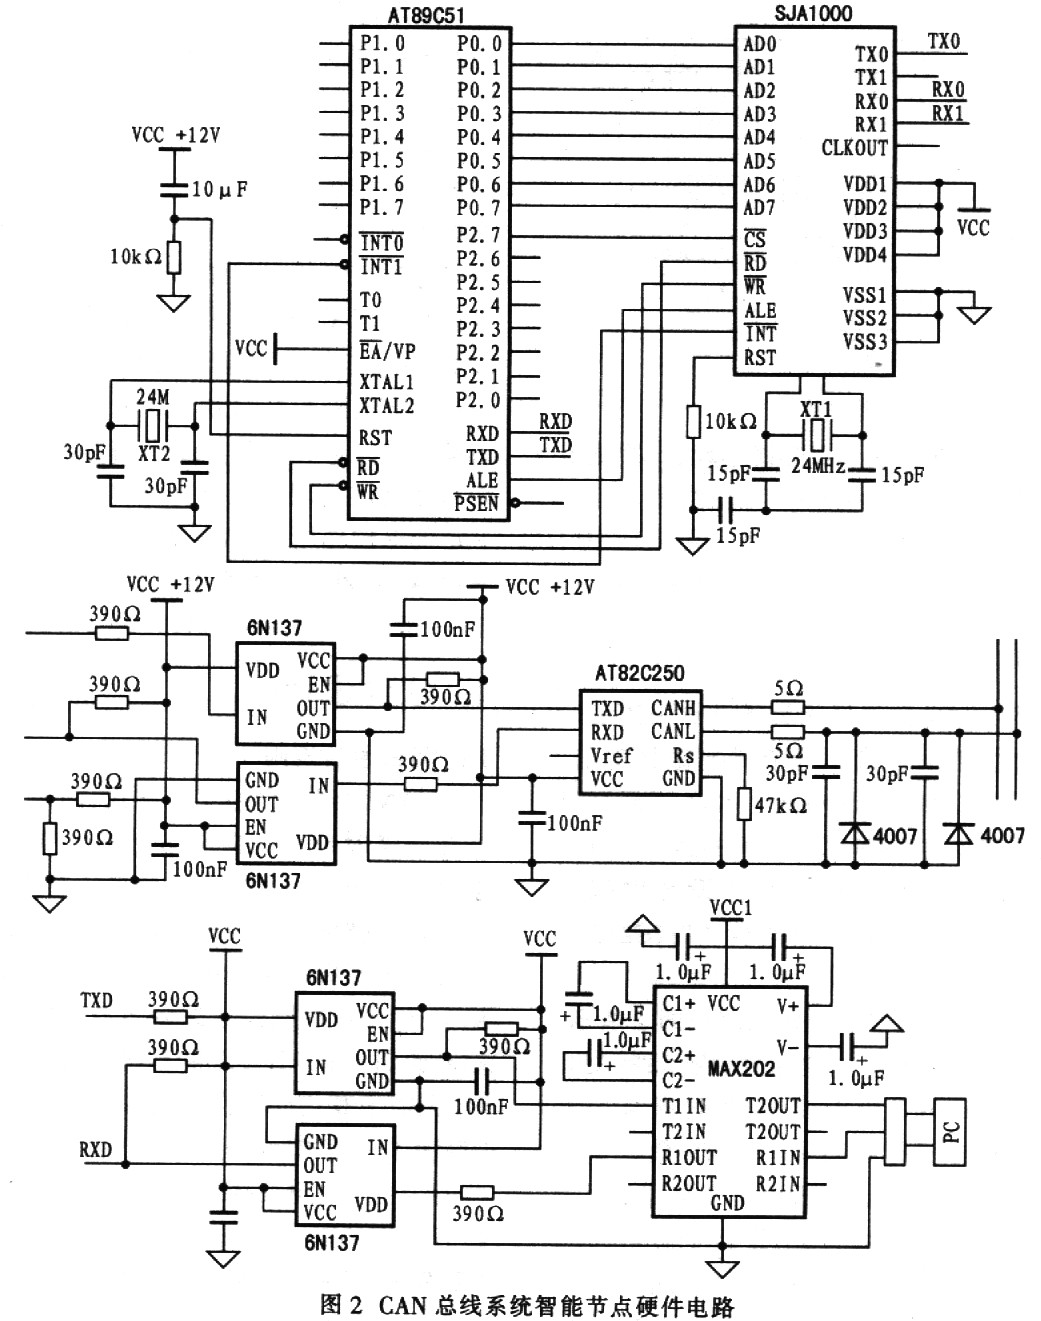 AT89C51
SJA1000
P1.0
P1.1
P1.2
P1.3
P1.4
P1.5
P1.6
P1.7
INT0
INT1
T0
T1
EA/VP
XTAL1
XTAL2
RST
RD
WR
P0.0
P0.1
P0.2
P0.3
P0.4
P0.5
P0.6
P0.7
P2.7
P2.6
P2.5
P2.4
P2.3
P2.2
P2.1
P2.0
RXD
TXD
ALE
PSEN
RXD
TXD
AD0
AD1
AD2
AD3
AD4
AD5
AD6
AD7
CS
RD
WR
ALE
INT
RST
TX0
TX1
RX0
RX1
CLKOUT
VDD1
VDD2
VDD3
VDD4
VSS1
VSS2
VSS3
TX0
RX0
RX1
VCC
VCC +12V
10μF
10kΩ
VCC
24M
XT2
30pF
30pF
10kΩ
XT1
24MHz
15pF
15pF
15pF
VCC +12V
390Ω
390Ω
390Ω
390Ω
100nF
6N137
VDD
IN
VCC
EN
OUT
GND
GND
OUT
EN
VCC
IN
VDD
6N137
VCC +12V
100nF
390Ω
390Ω
100nF
AT82C250
TXD
RXD
Vref
VCC
CANH
CANL
Rs
GND
5Ω
5Ω
30pF
30pF
47kΩ
4007
4007
VCC
TXD
390Ω
390Ω
RXD
6N137
VDD
IN
VCC
EN
OUT
GND
GND
OUT
EN
VCC
IN
VDD
6N137
VCC
390Ω
100nF
390Ω
VCC1
1.0μF
1.0μF
1.0μF
1.0μF
1.0μF
C1+
C1-
C2+
C2-
T1IN
T2IN
R1OUT
R2OUT
VCC
MAX202
GND
V+
V-
T2OUT
T2OUT
R1IN
R2IN
PC
图 2 CAN 总线系统智能节点硬件电路